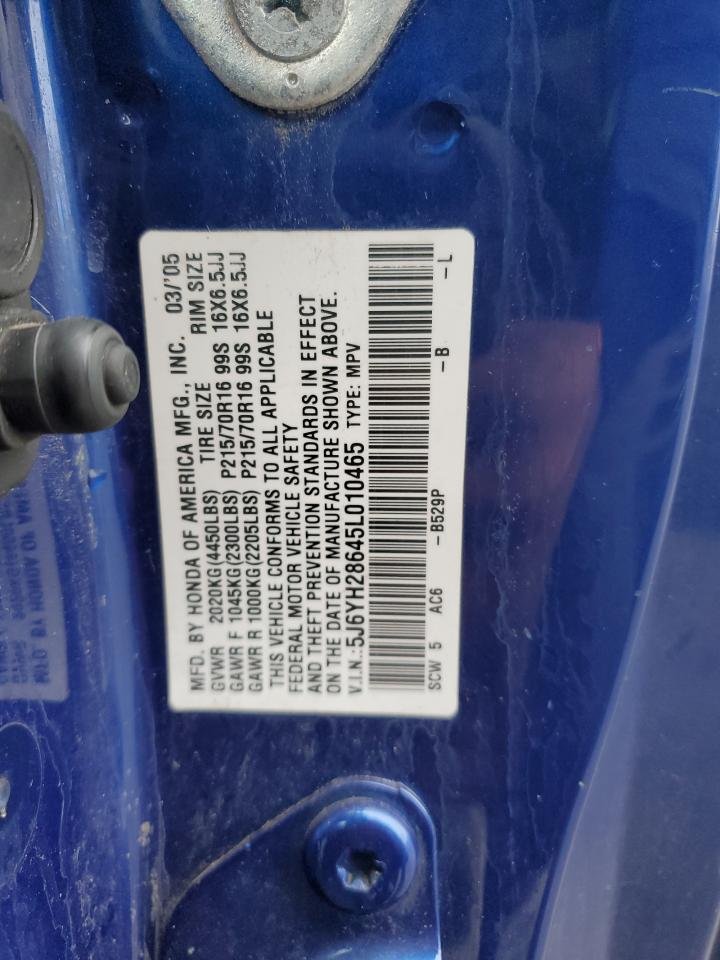 MFD. BY HONDA OF AMERICA MFG., INC. 03/'05
GVWR 2020KG(4450LBS) TIRE SIZE RIM SIZE
GAWR F 1045KG(2300LBS) P215/70R16 99S 16X6.5JJ
GAWR R 1000KG(2205LBS) P215/70R16 99S 16X6.5JJ
THIS VEHICLE CONFORMS TO ALL APPLICABLE
FEDERAL MOTOR VEHICLE SAFETY
AND THEFT PREVENTION STANDARDS IN EFFECT
ON THE DATE OF MANUFACTURE SHOWN ABOVE.
V.I.N.: 5J6YH28645L010465 TYPE: MPV
SCW 5 AC6 -B529P -B -L